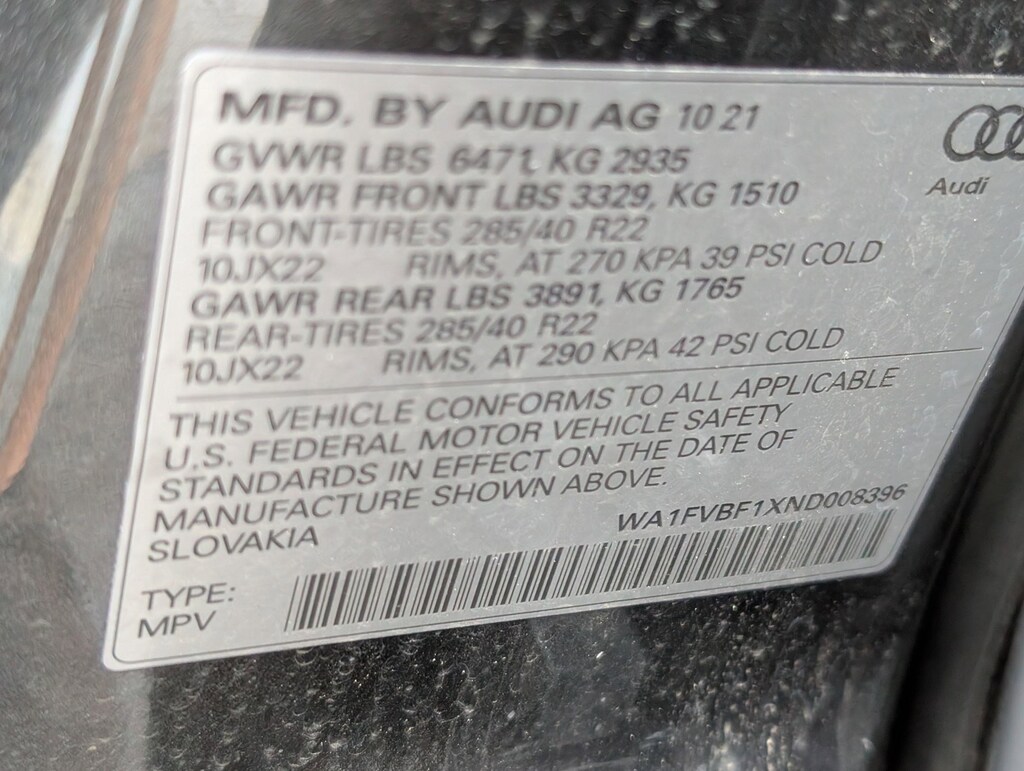 MFD. BY AUDI AG 10 21
GVWR LBS 6471, KG 2935
GAWR FRONT LBS 3329, KG 1510
FRONT-TIRES 285/40 R22
10JX22 RIMS, AT 270 KPA 39 PSI COLD
GAWR REAR LBS 3891, KG 1765
REAR-TIRES 285/40 R22
10JX22 RIMS, AT 290 KPA 42 PSI COLD
Audi
THIS VEHICLE CONFORMS TO ALL APPLICABLE
U.S. FEDERAL MOTOR VEHICLE SAFETY
STANDARDS IN EFFECT ON THE DATE OF
MANUFACTURE SHOWN ABOVE.
SLOVAKIA
WA1FVBF1XND008396
TYPE:
MPV